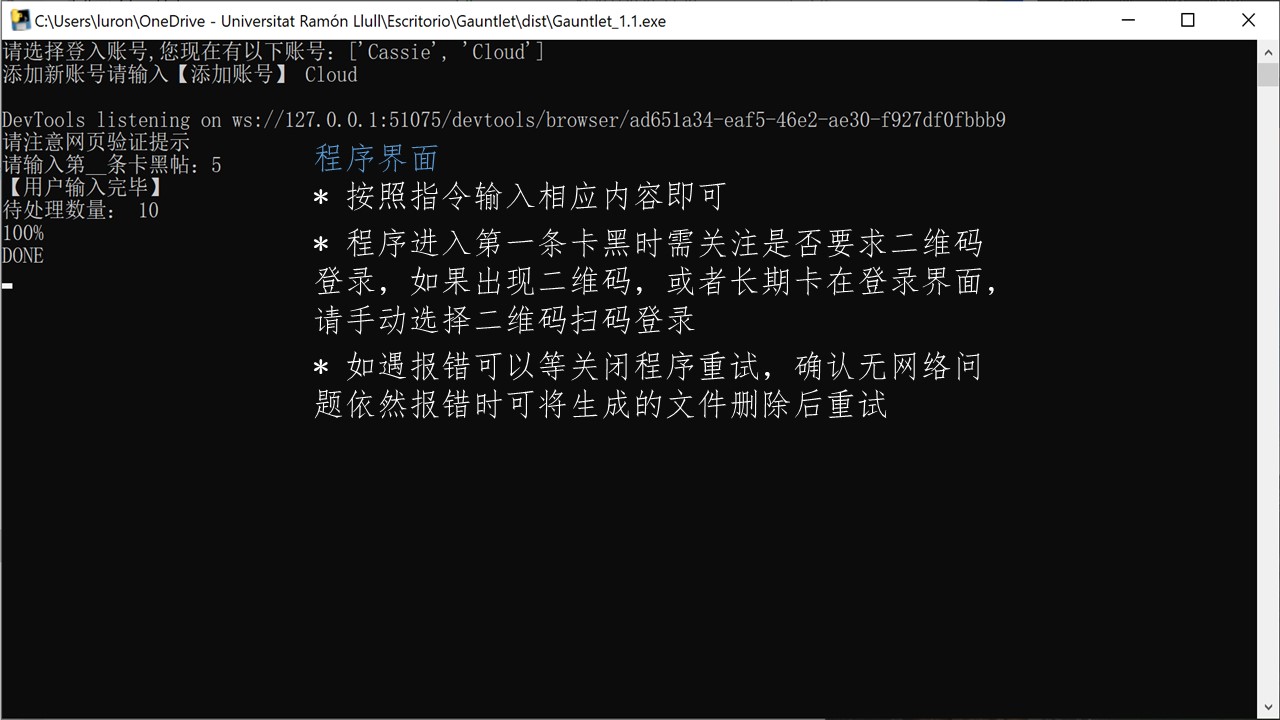 C:\Users\luron\OneDrive - Universitat Ramón Llull\Escritorio\Gauntlet\dist\Gauntlet_1.1.exe
请选择登入账号,您现在有以下账号：['Cassie', 'Cloud']
添加新账号请输入【添加账号】 Cloud
DevTools listening on ws://127.0.0.1:51075/devtools/browser/ad651a34-eaf5-46e2-ae30-f927df0fbbb9
请注意网页验证提示
请输入第__条卡黑帖：5
【用户输入完毕】
待处理数量： 10
100%
DONE
程序界面
* 按照指令输入相应内容即可
* 程序进入第一条卡黑时需关注是否要求二维码
登录，如果出现二维码，或者长期卡在登录界面，
请手动选择二维码扫码登录
* 如遇报错可以等关闭程序重试，确认无网络问
题依然报错时可将生成的文件删除后重试